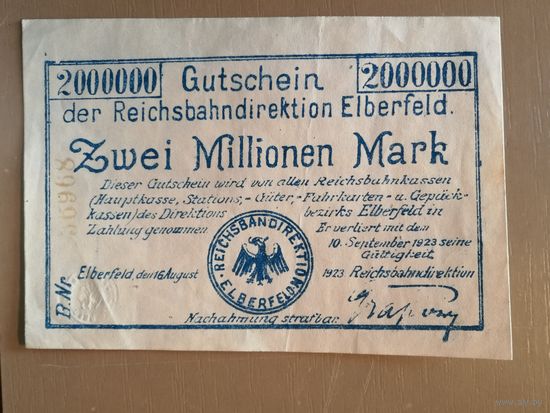 2000000 Gutschein 2000000
der Reichsbahndirektion Elberfeld.
Zwei Millionen Mark
Dieser Gutschein wird von allen Reichsbahnkassen
(Hauptkasse, Stations,- Güter,- Fahrkarten - u. Gepäck-
kassen) des Direktions bezirks Elberfeld in
Zahlung genommen Er verliert mit dem
10. September 1923 seine
Gültigkeit
Elberfeld, den 16 August 1923 Reichsbahndirektion
REICHSBANDIREKTION
ELBERFELD
Nachahmung strafbar.
B.Nr. 56968